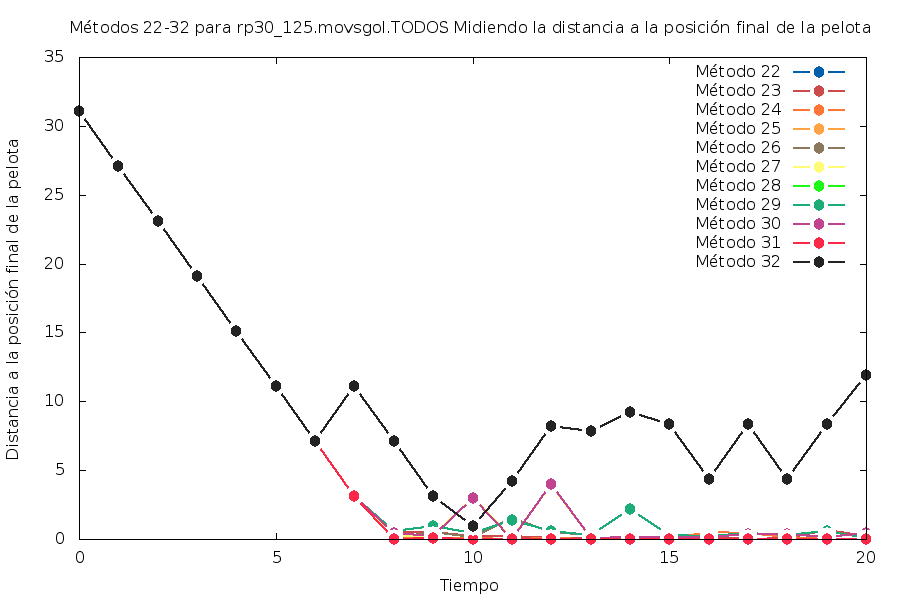 Métodos 22-32 para rp30_125.movsgol.TODOS Midiendo la distancia a la posición final de la pelota
35
30
25
20
15
10
5
0
Distancia a la posición final de la pelota
Método 22
Método 23
Método 24
Método 25
Método 26
Método 27
Método 28
Método 29
Método 30
Método 31
Método 32
0 5 10 15 20
Tiempo